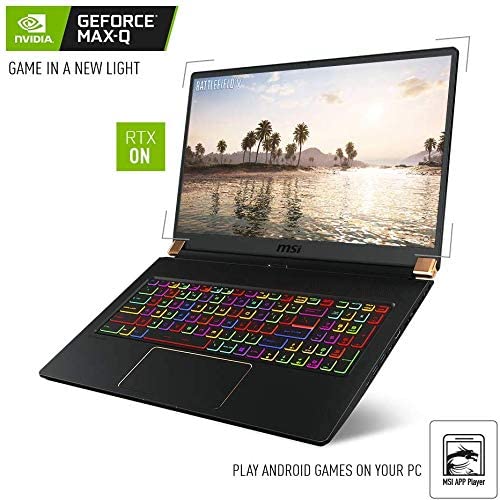 NVIDIA
GEFORCE
MAX-Q
GAME IN A NEW LIGHT
BATTLEFIELD V
RTX
ON
msi
PLAY ANDROID GAMES ON YOUR PC
MSI APP Player